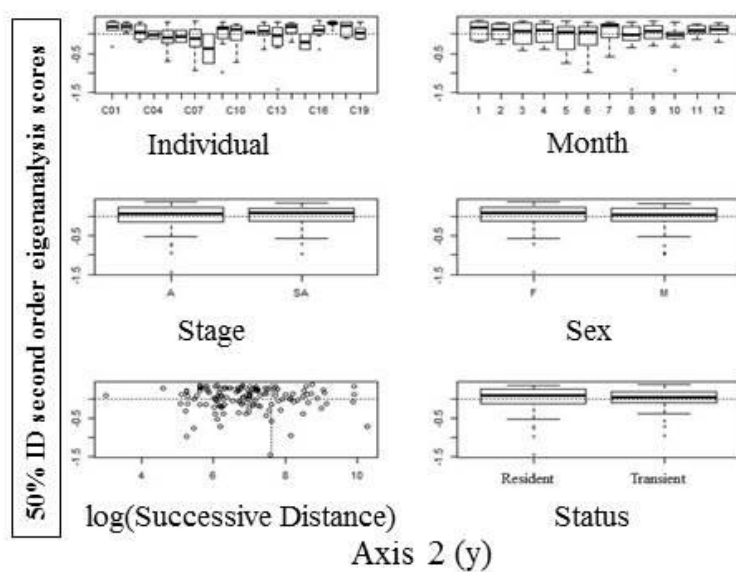 50% ID second order eigenanalysis scores
-0.5
-1.5
C01 C04 C07 C10 C13 C16 C19
Individual
-0.5
-1.5
1 2 3 4 5 6 7 8 9 10 11 12
Month
-0.5
-1.5
A SA
Stage
-0.5
-1.5
F M
Sex
-0.5
-1.5
4 6 8 10
log(Successive Distance)
-0.5
-1.5
Resident Transient
Status
Axis 2 (y)